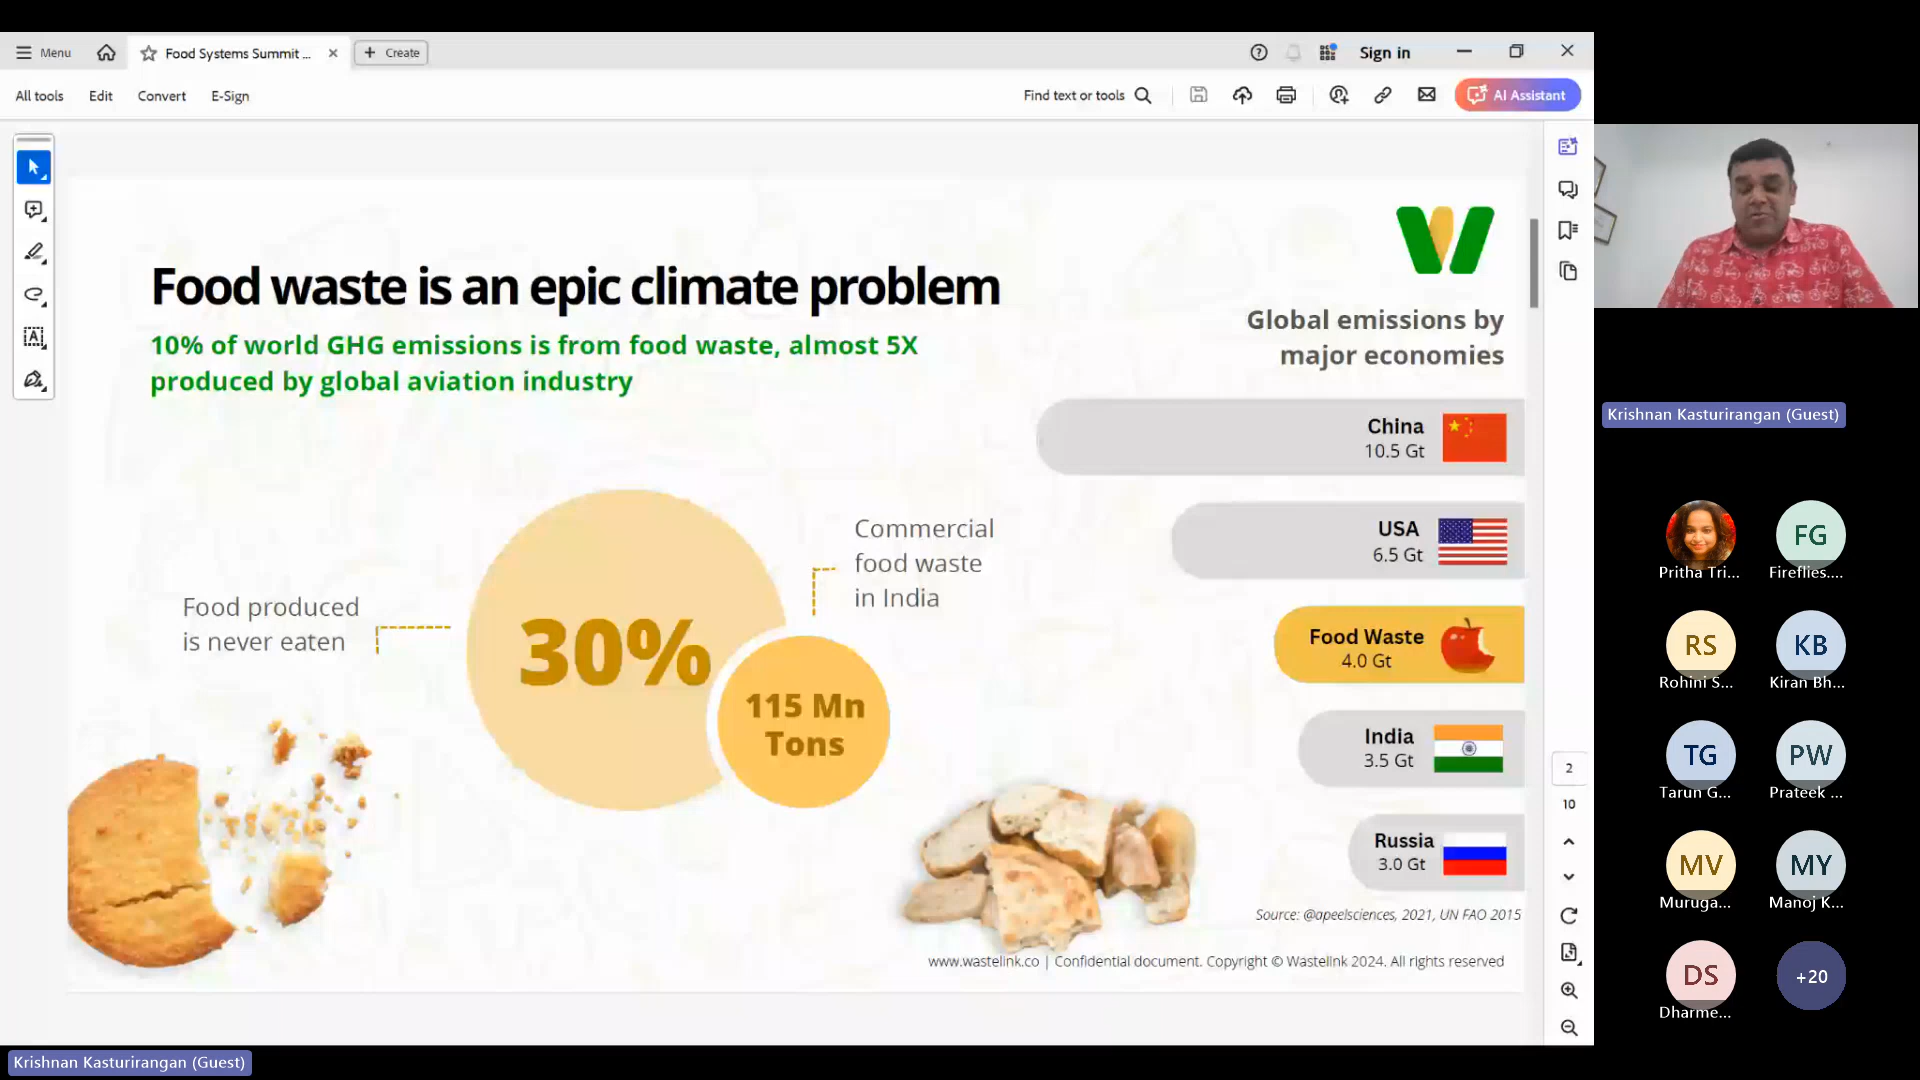 Menu
Food Systems Summit ...
Create
Sign in
All tools
Edit
Convert
E-Sign
Find text or tools
AI Assistant
Food waste is an epic climate problem
10% of world GHG emissions is from food waste, almost 5X
produced by global aviation industry
Global emissions by
major economies
China
10.5 Gt
USA
6.5 Gt
Food Waste
4.0 Gt
India
3.5 Gt
Russia
3.0 Gt
Commercial
food waste
in India
Food produced
is never eaten
30%
115 Mn
Tons
Source: @apeelsciences, 2021, UN FAO 2015
www.wastelink.co | Confidential document. Copyright © Wastelink 2024. All rights reserved
2
10
Krishnan Kasturirangan (Guest)
Pritha Tri...
FG
Fireflies....
RS
Rohini S...
KB
Kiran Bh...
TG
Tarun G...
PW
Prateek ...
MV
Muruga...
MY
Manoj K...
DS
Dharme...
+20
Krishnan Kasturirangan (Guest)